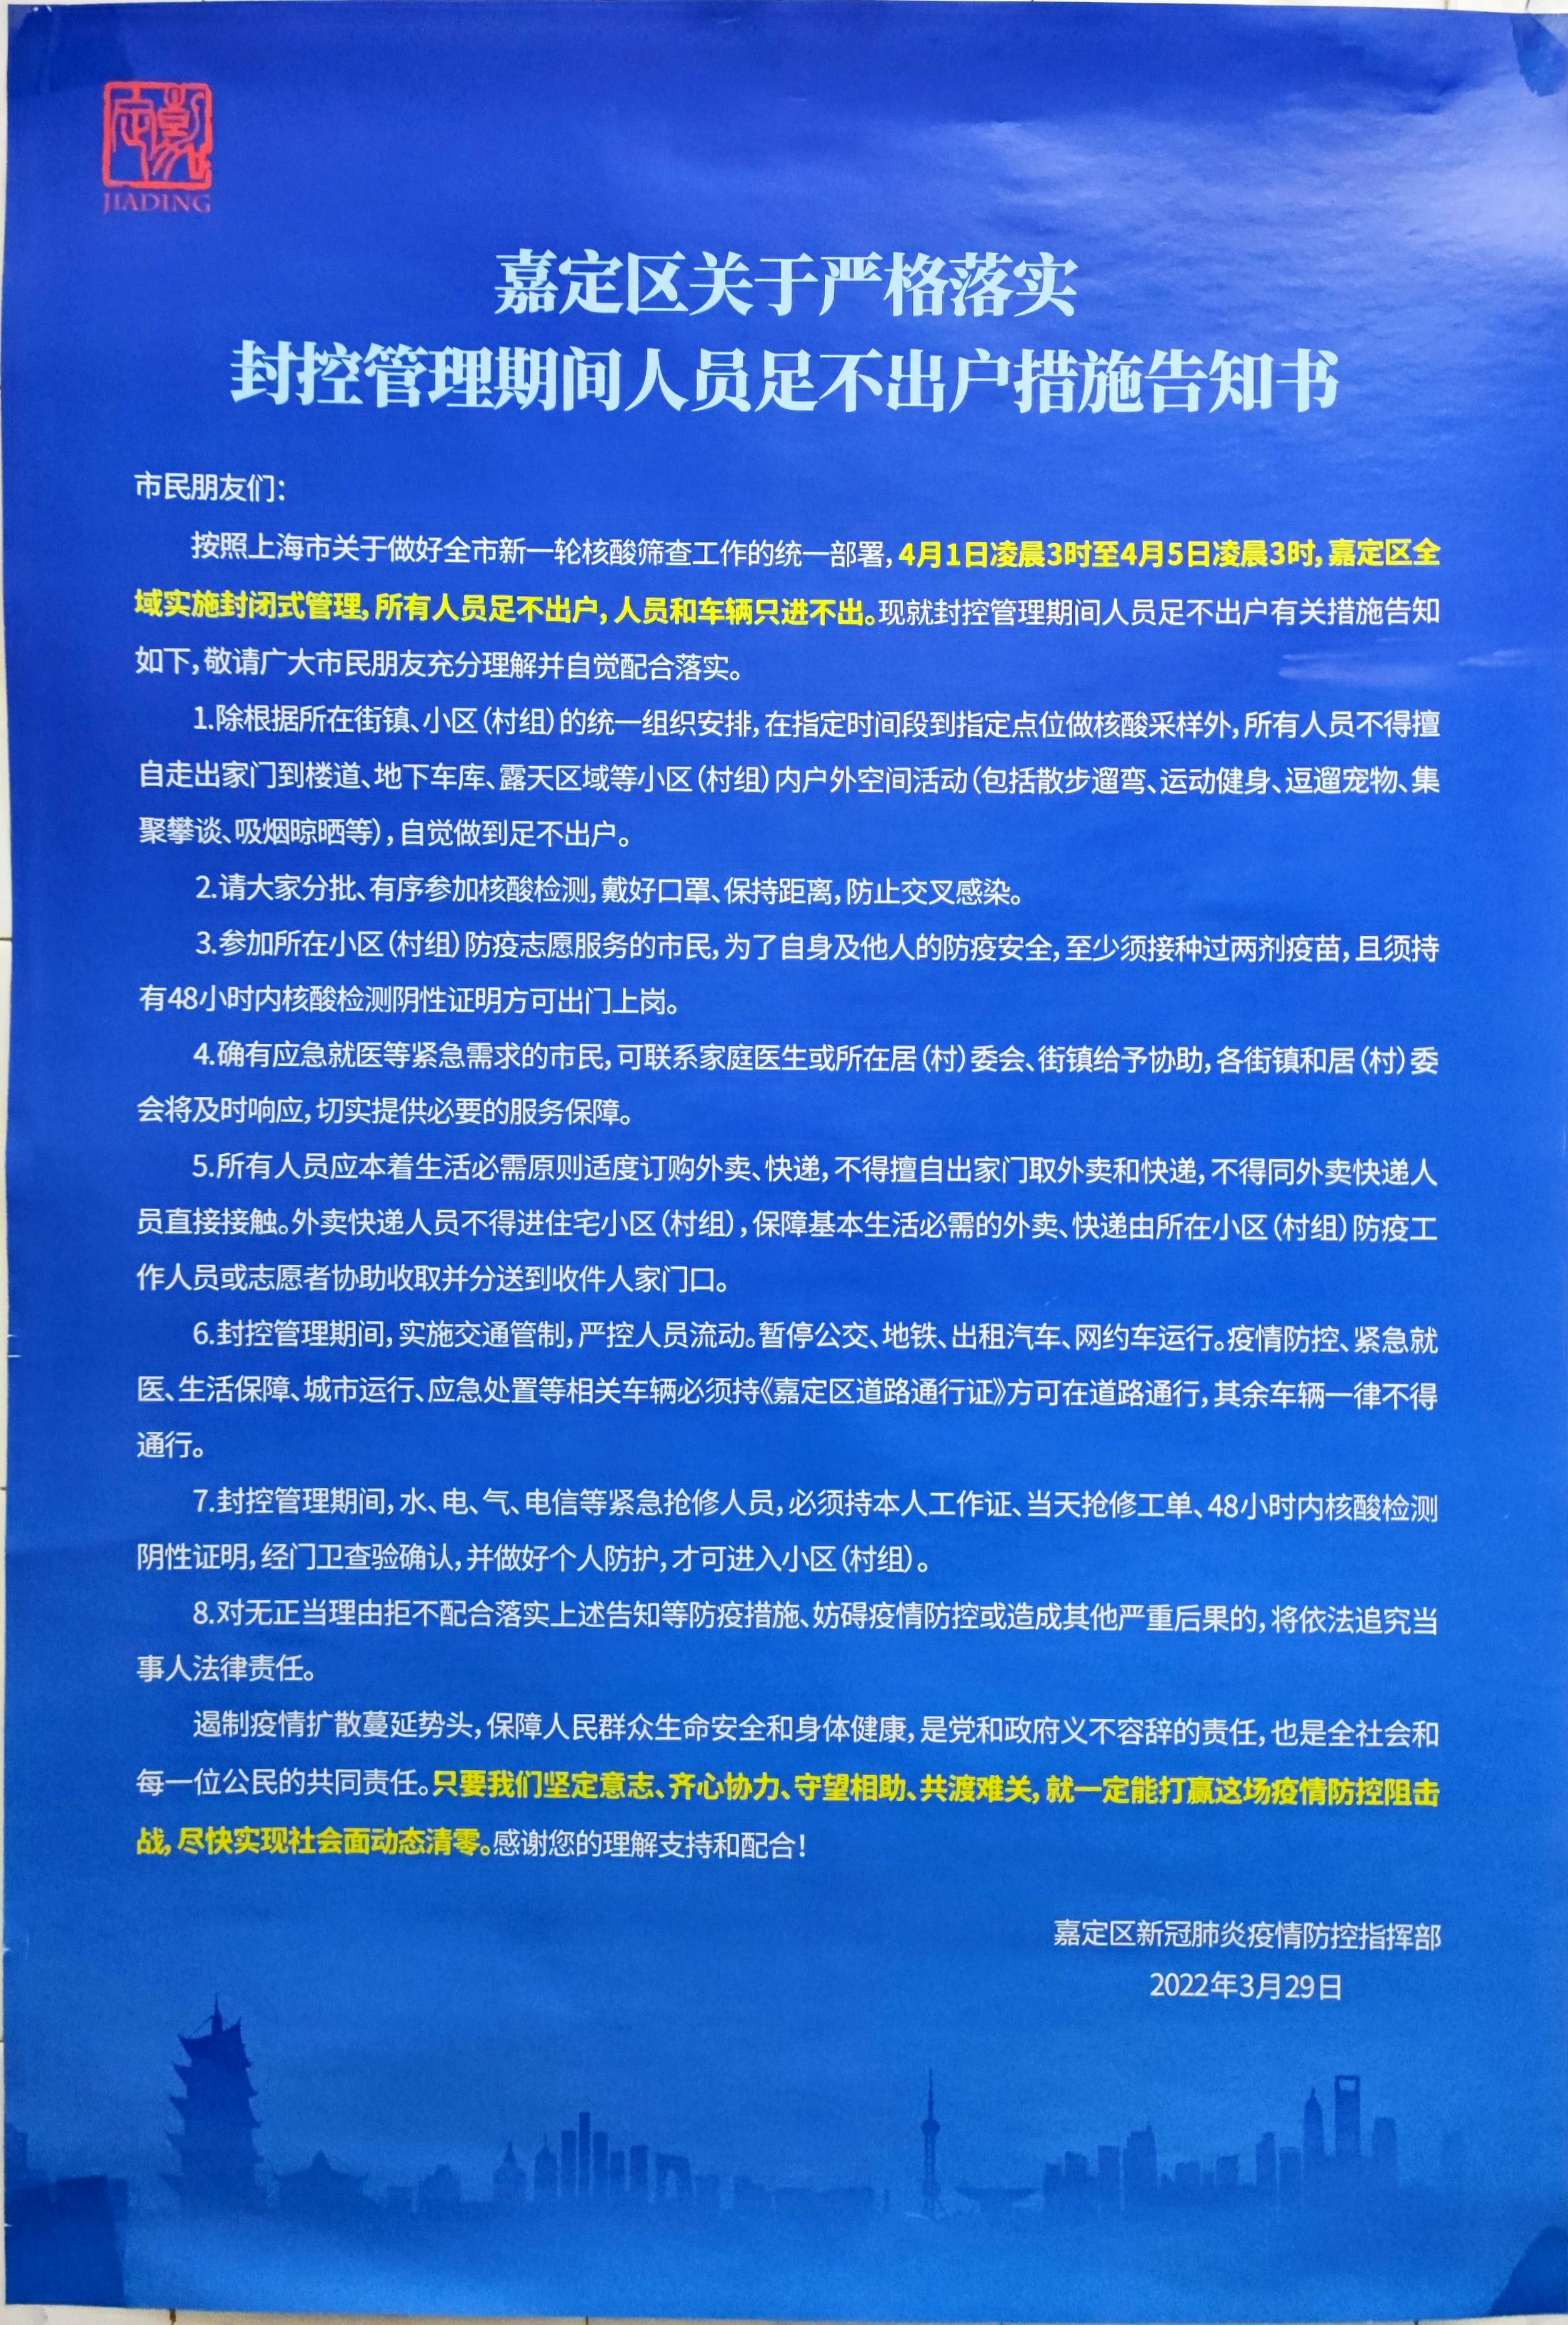 嘉定
JIADING
嘉定区关于严格落实
封控管理期间人员足不出户措施告知书
市民朋友们：
按照上海市关于做好全市新一轮核酸筛查工作的统一部署，4月1日凌晨3时至4月5日凌晨3时，嘉定区全
域实施封闭式管理，所有人员足不出户，人员和车辆只进不出。现就封控管理期间人员足不出户有关措施告知
如下，敬请广大市民朋友充分理解并自觉配合落实。
1.除根据所在街镇、小区（村组）的统一组织安排，在指定时间段到指定点位做核酸采样外，所有人员不得擅
自走出家门到楼道、地下车库、露天区域等小区（村组）内户外空间活动（包括散步遛弯、运动健身、逗遛宠物、集
聚攀谈、吸烟晾晒等），自觉做到足不出户。
2.请大家分批、有序参加核酸检测，戴好口罩、保持距离，防止交叉感染。
3.参加所在小区（村组）防疫志愿服务的市民，为了自身及他人的防疫安全，至少须接种过两剂疫苗，且须持
有48小时内核酸检测阴性证明方可出门上岗。
4.确有应急就医等紧急需求的市民，可联系家庭医生或所在居（村）委会、街镇给予协助，各街镇和居（村）委
会将及时响应，切实提供必要的服务保障。
5.所有人员应本着生活必需原则适度订购外卖、快递，不得擅自出家门取外卖和快递，不得同外卖快递人
员直接接触。外卖快递人员不得进住宅小区（村组），保障基本生活必需的外卖、快递由所在小区（村组）防疫工
作人员或志愿者协助收取并分送到收件人家门口。
6.封控管理期间，实施交通管制，严控人员流动。暂停公交、地铁、出租汽车、网约车运行。疫情防控、紧急就
医、生活保障、城市运行、应急处置等相关车辆必须持《嘉定区道路通行证》方可在道路通行，其余车辆一律不得
通行。
7.封控管理期间，水、电、气、电信等紧急抢修人员，必须持本人工作证、当天抢修工单、48小时内核酸检测
阴性证明，经门卫查验确认，并做好个人防护，才可进入小区（村组）。
8.对无正当理由拒不配合落实上述告知等防疫措施、妨碍疫情防控或造成其他严重后果的，将依法追究当
事人法律责任。
遏制疫情扩散蔓延势头，保障人民群众生命安全和身体健康，是党和政府义不容辞的责任，也是全社会和
每一位公民的共同责任。只要我们坚定意志、齐心协力、守望相助、共渡难关，就一定能打赢这场疫情防控阻击
战，尽快实现社会面动态清零。感谢您的理解支持和配合！
嘉定区新冠肺炎疫情防控指挥部
2022年3月29日